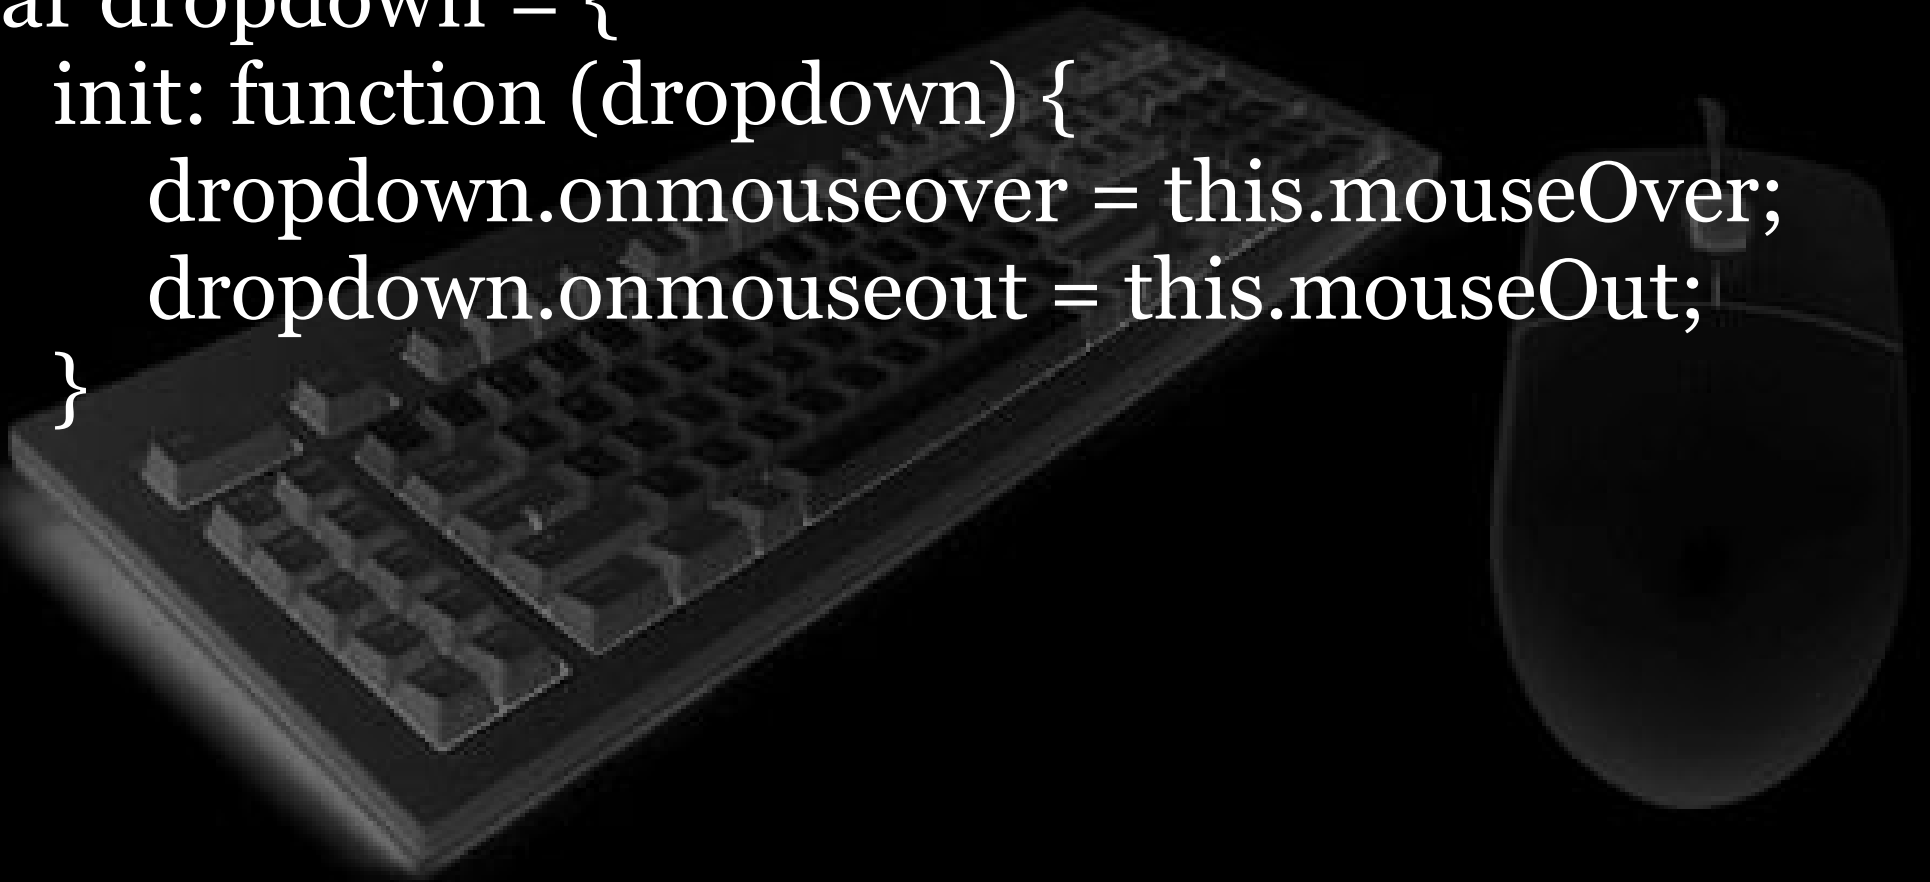 ar dropdown = {
init: function (dropdown) {
dropdown.onmouseover = this.mouseOver;
dropdown.onmouseout = this.mouseOut;
}